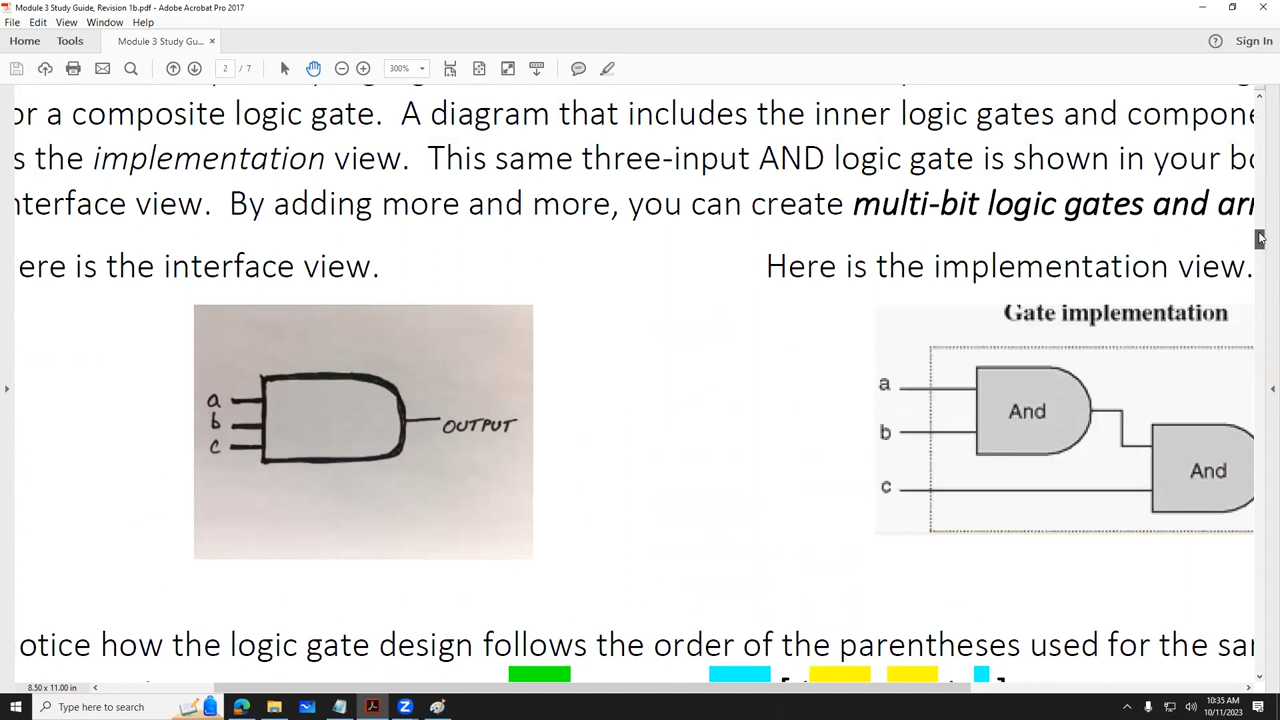 Module 3 Study Guide, Revision 1b.pdf - Adobe Acrobat Pro 2017
File Edit View Window Help
Home Tools Module 3 Study Gu... × Sign In
2 / 7 300%
or a composite logic gate. A diagram that includes the inner logic gates and compone
s the implementation view. This same three-input AND logic gate is shown in your bo
nterface view. By adding more and more, you can create multi-bit logic gates and arr
ere is the interface view. Here is the implementation view.
Gate implementation
a
b
c
OUTPUT
a
b
c
And
And
otice how the logic gate design follows the order of the parentheses used for the sar
8.50 x 11.00 in
Type here to search
10:35 AM
10/11/2023